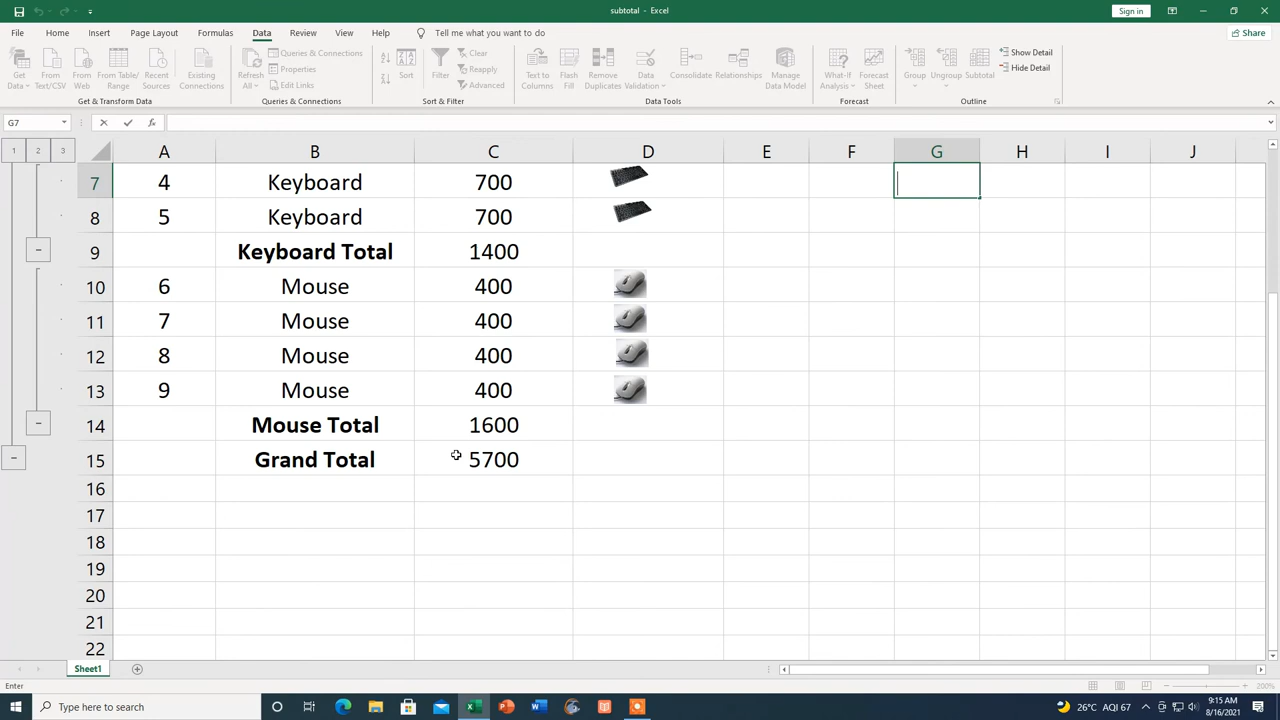 subtotal - Excel
Sign in
File Home Insert Page Layout Formulas Data Review View Help Tell me what you want to do Share
Get Data From Text/CSV From Web From Table/ Range Recent Sources Existing Connections
Get & Transform Data
Refresh All Queries & Connections Properties Edit Links
Queries & Connections
Sort Filter Clear Reapply Advanced
Sort & Filter
Text to Columns Flash Fill Remove Duplicates Data Validation Consolidate Relationships Manage Data Model
Data Tools
What-If Analysis Forecast Sheet
Forecast
Group Ungroup Subtotal Show Detail Hide Detail
Outline
G7 fx
1 2 3 A B C D E F G H I J
7 4 Keyboard 700
8 5 Keyboard 700
9 Keyboard Total 1400
10 6 Mouse 400
11 7 Mouse 400
12 8 Mouse 400
13 9 Mouse 400
14 Mouse Total 1600
15 Grand Total 5700
16
17
18
19
20
21
22
Sheet1
Enter 200%
Type here to search 26°C AQI 67 9:15 AM
8/16/2021